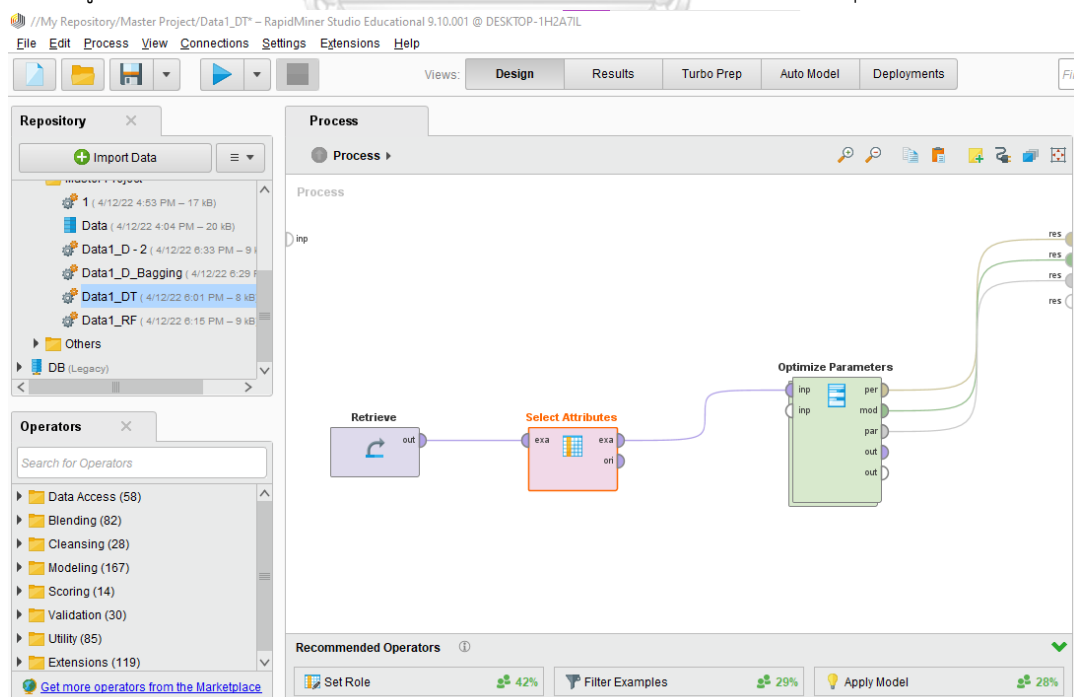 //My Repository/Master Project/Data1_DT* – RapidMiner Studio Educational 9.10.001 @ DESKTOP-1H2A7IL
File Edit Process View Connections Settings Extensions Help
Views: Design Results Turbo Prep Auto Model Deployments
Repository
Import Data
1 ( 4/12/22 4:53 PM – 17 kB)
Data ( 4/12/22 4:04 PM – 20 kB)
Data1_D - 2 ( 4/12/22 6:33 PM – 9
Data1_D_Bagging ( 4/12/22 6:29
Data1_DT ( 4/12/22 6:01 PM – 8 kB
Data1_RF ( 4/12/22 6:15 PM – 9 kB
Others
DB (Legacy)
Operators
Search for Operators
Data Access (58)
Blending (82)
Cleansing (28)
Modeling (167)
Scoring (14)
Validation (30)
Utility (85)
Extensions (119)
Get more operators from the Marketplace
Process
Process
Process
inp
res
res
res
res
Retrieve
out
Select Attributes
exa exa
ori
Optimize Parameters
inp per
inp mod
par
out
out
Recommended Operators
Set Role 42%
Filter Examples 29%
Apply Model 28%